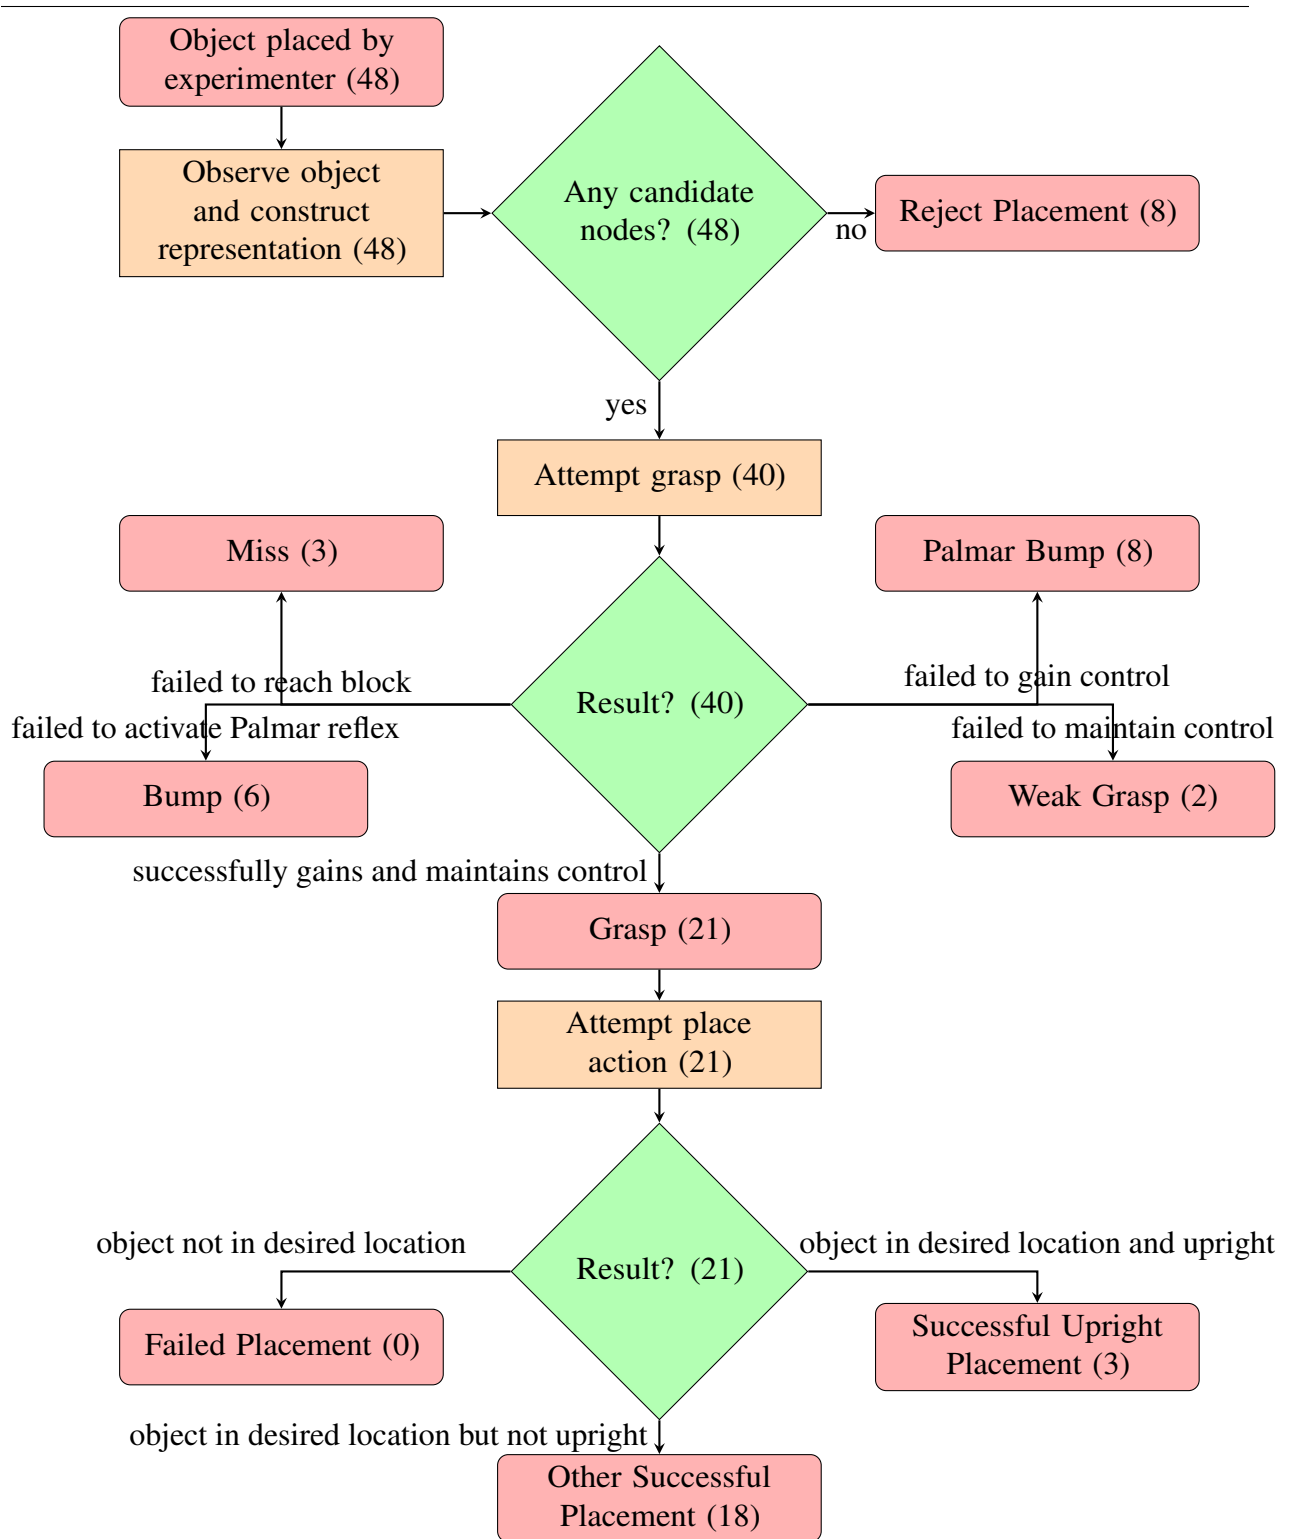 Object placed by
experimenter (48)
Observe object
and construct
representation (48)
Any candidate
nodes? (48)
no
Reject Placement (8)
yes
Attempt grasp (40)
Miss (3)
Palmar Bump (8)
failed to reach block
Result? (40)
failed to gain control
failed to activate Palmar reflex
failed to maintain control
Bump (6)
Weak Grasp (2)
successfully gains and maintains control
Grasp (21)
Attempt place
action (21)
object not in desired location
Result? (21)
object in desired location and upright
Failed Placement (0)
Successful Upright
Placement (3)
object in desired location but not upright
Other Successful
Placement (18)